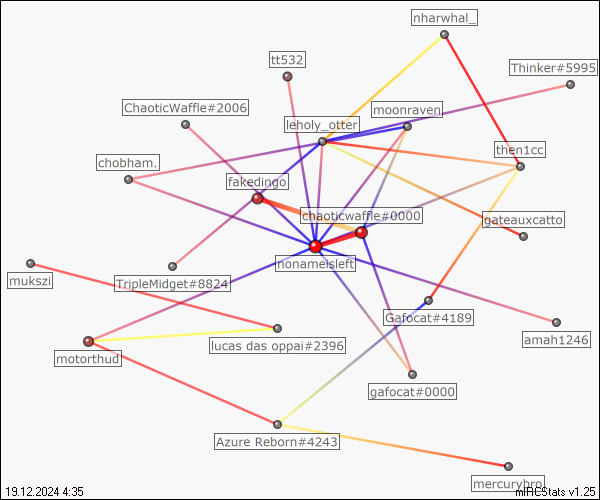 nharwhal_
tt532
Thinker#5995
ChaoticWaffle#2006
moonraven
leholy_otter
then1cc
chobham.
fakedingo
chaoticwaffle#0000
gateauxcatto
nonameisleft
mukszi
TripleMidget#8824
Gafocat#4189
lucas das oppai#2396
amah1246
motorthud
gafocat#0000
Azure Reborn#4243
mercurybro
19.12.2024 4:35
mIRCStats v1.25